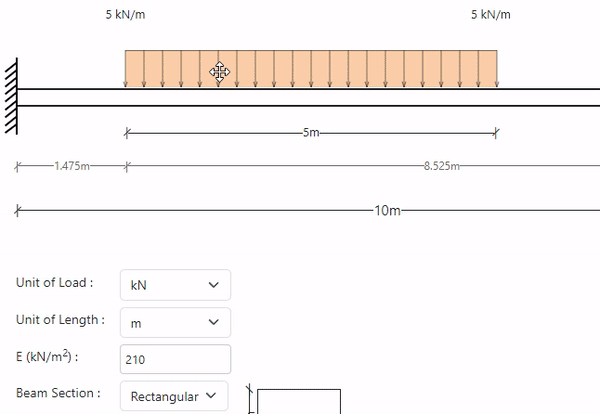 5 kN/m 5 kN/m
5m
1.475m 8.525m
10m
Unit of Load : kN
Unit of Length : m
E (kN/m²) : 210
Beam Section : Rectangular